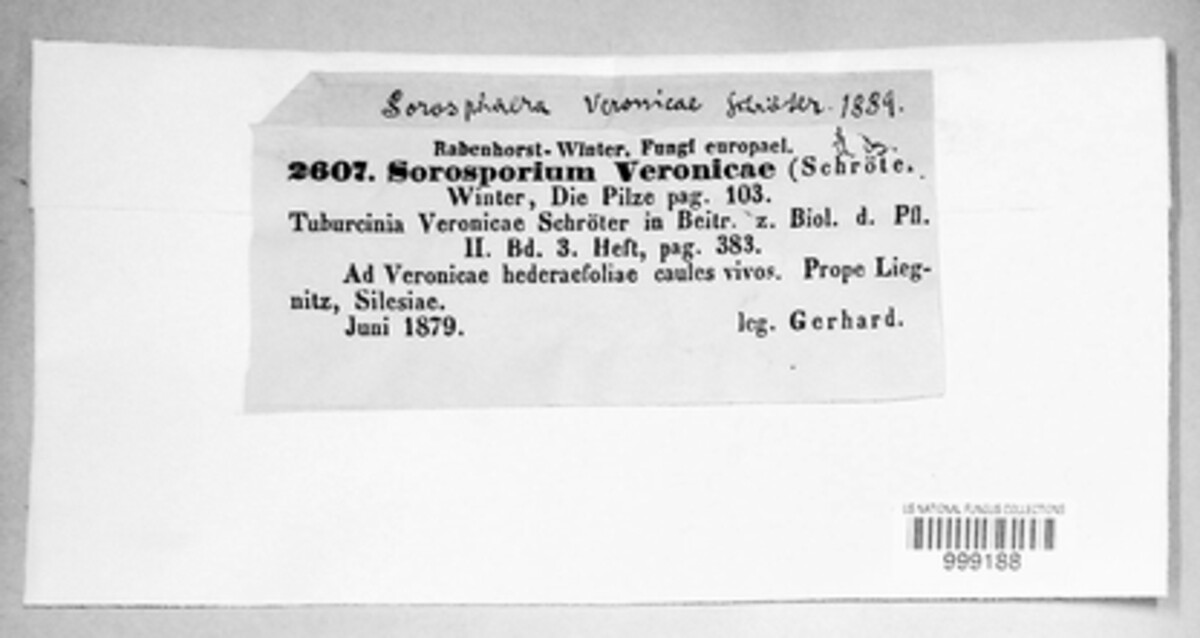 Sorosphaera Veronicae Schröter. 1889.
Rabenhorst-Winter. Fungi europaei.
2607. Sorosporium Veronicae (Schröte.
Winter, Die Pilze pag. 103.
Tuburcinia Veronicae Schröter in Beitr. z. Biol. d. Pfl.
II. Bd. 3. Heft, pag. 383.
Ad Veronicae hederaefoliae caules vivos. Prope Lieg-
nitz, Silesiae.
Juni 1879. leg. Gerhard.
US NATIONAL FUNGUS COLLECTIONS
999188